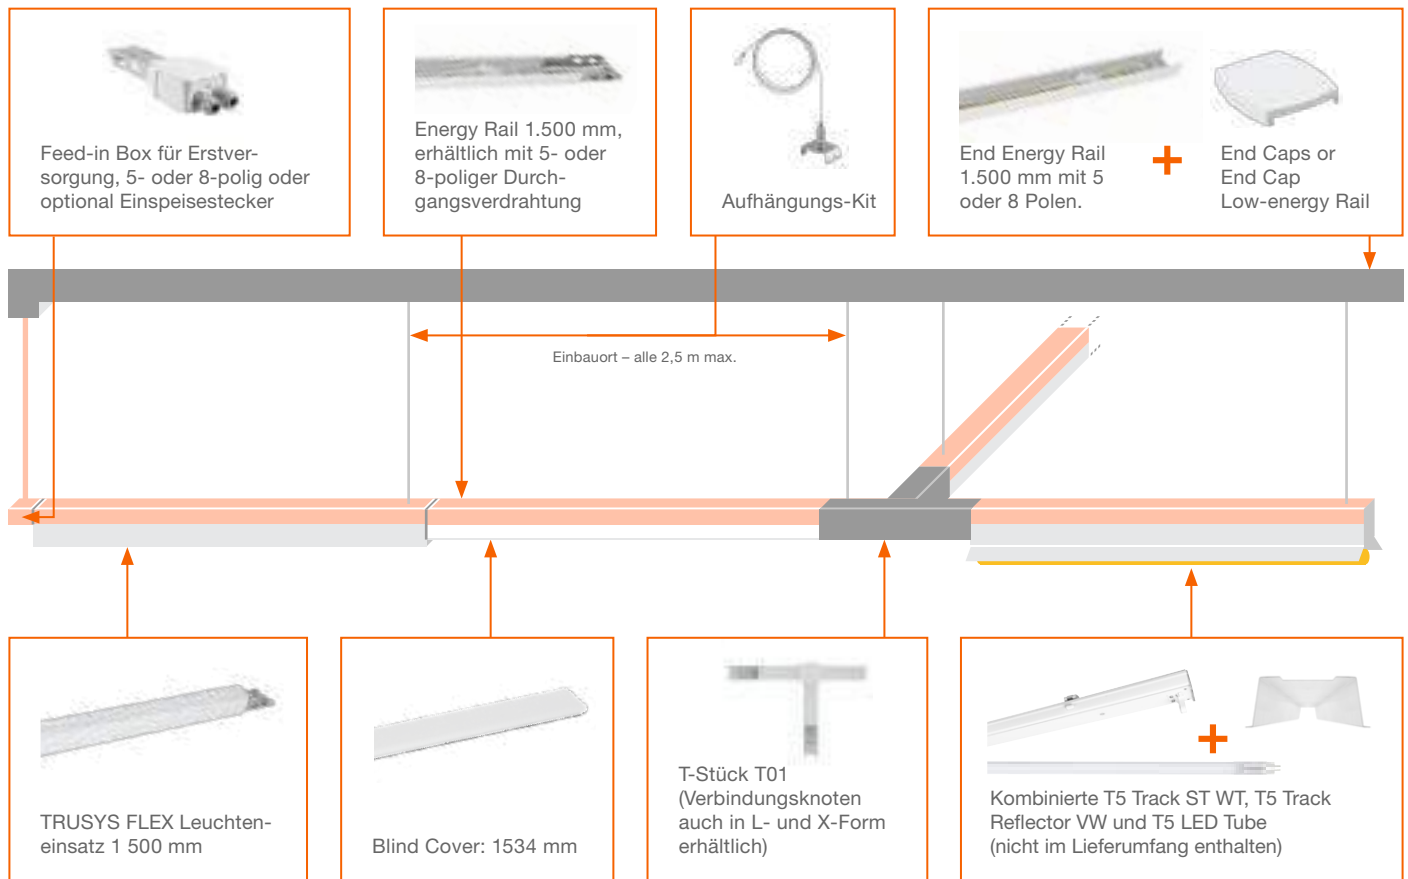 Feed-in Box für Erstver-
sorgung, 5- oder 8-polig oder
optional Einspeisestecker
Energy Rail 1.500 mm,
erhältlich mit 5- oder
8-poliger Durch-
gangsverdrahtung
Aufhängungs-Kit
End Energy Rail
1.500 mm mit 5
oder 8 Polen.
+
End Caps or
End Cap
Low-energy Rail
Einbauort – alle 2,5 m max.
TRUSYS FLEX Leuchten-
einsatz 1 500 mm
Blind Cover: 1534 mm
T-Stück T01
(Verbindungsknoten
auch in L- und X-Form
erhältlich)
+
Kombinierte T5 Track ST WT, T5 Track
Reflector VW und T5 LED Tube
(nicht im Lieferumfang enthalten)